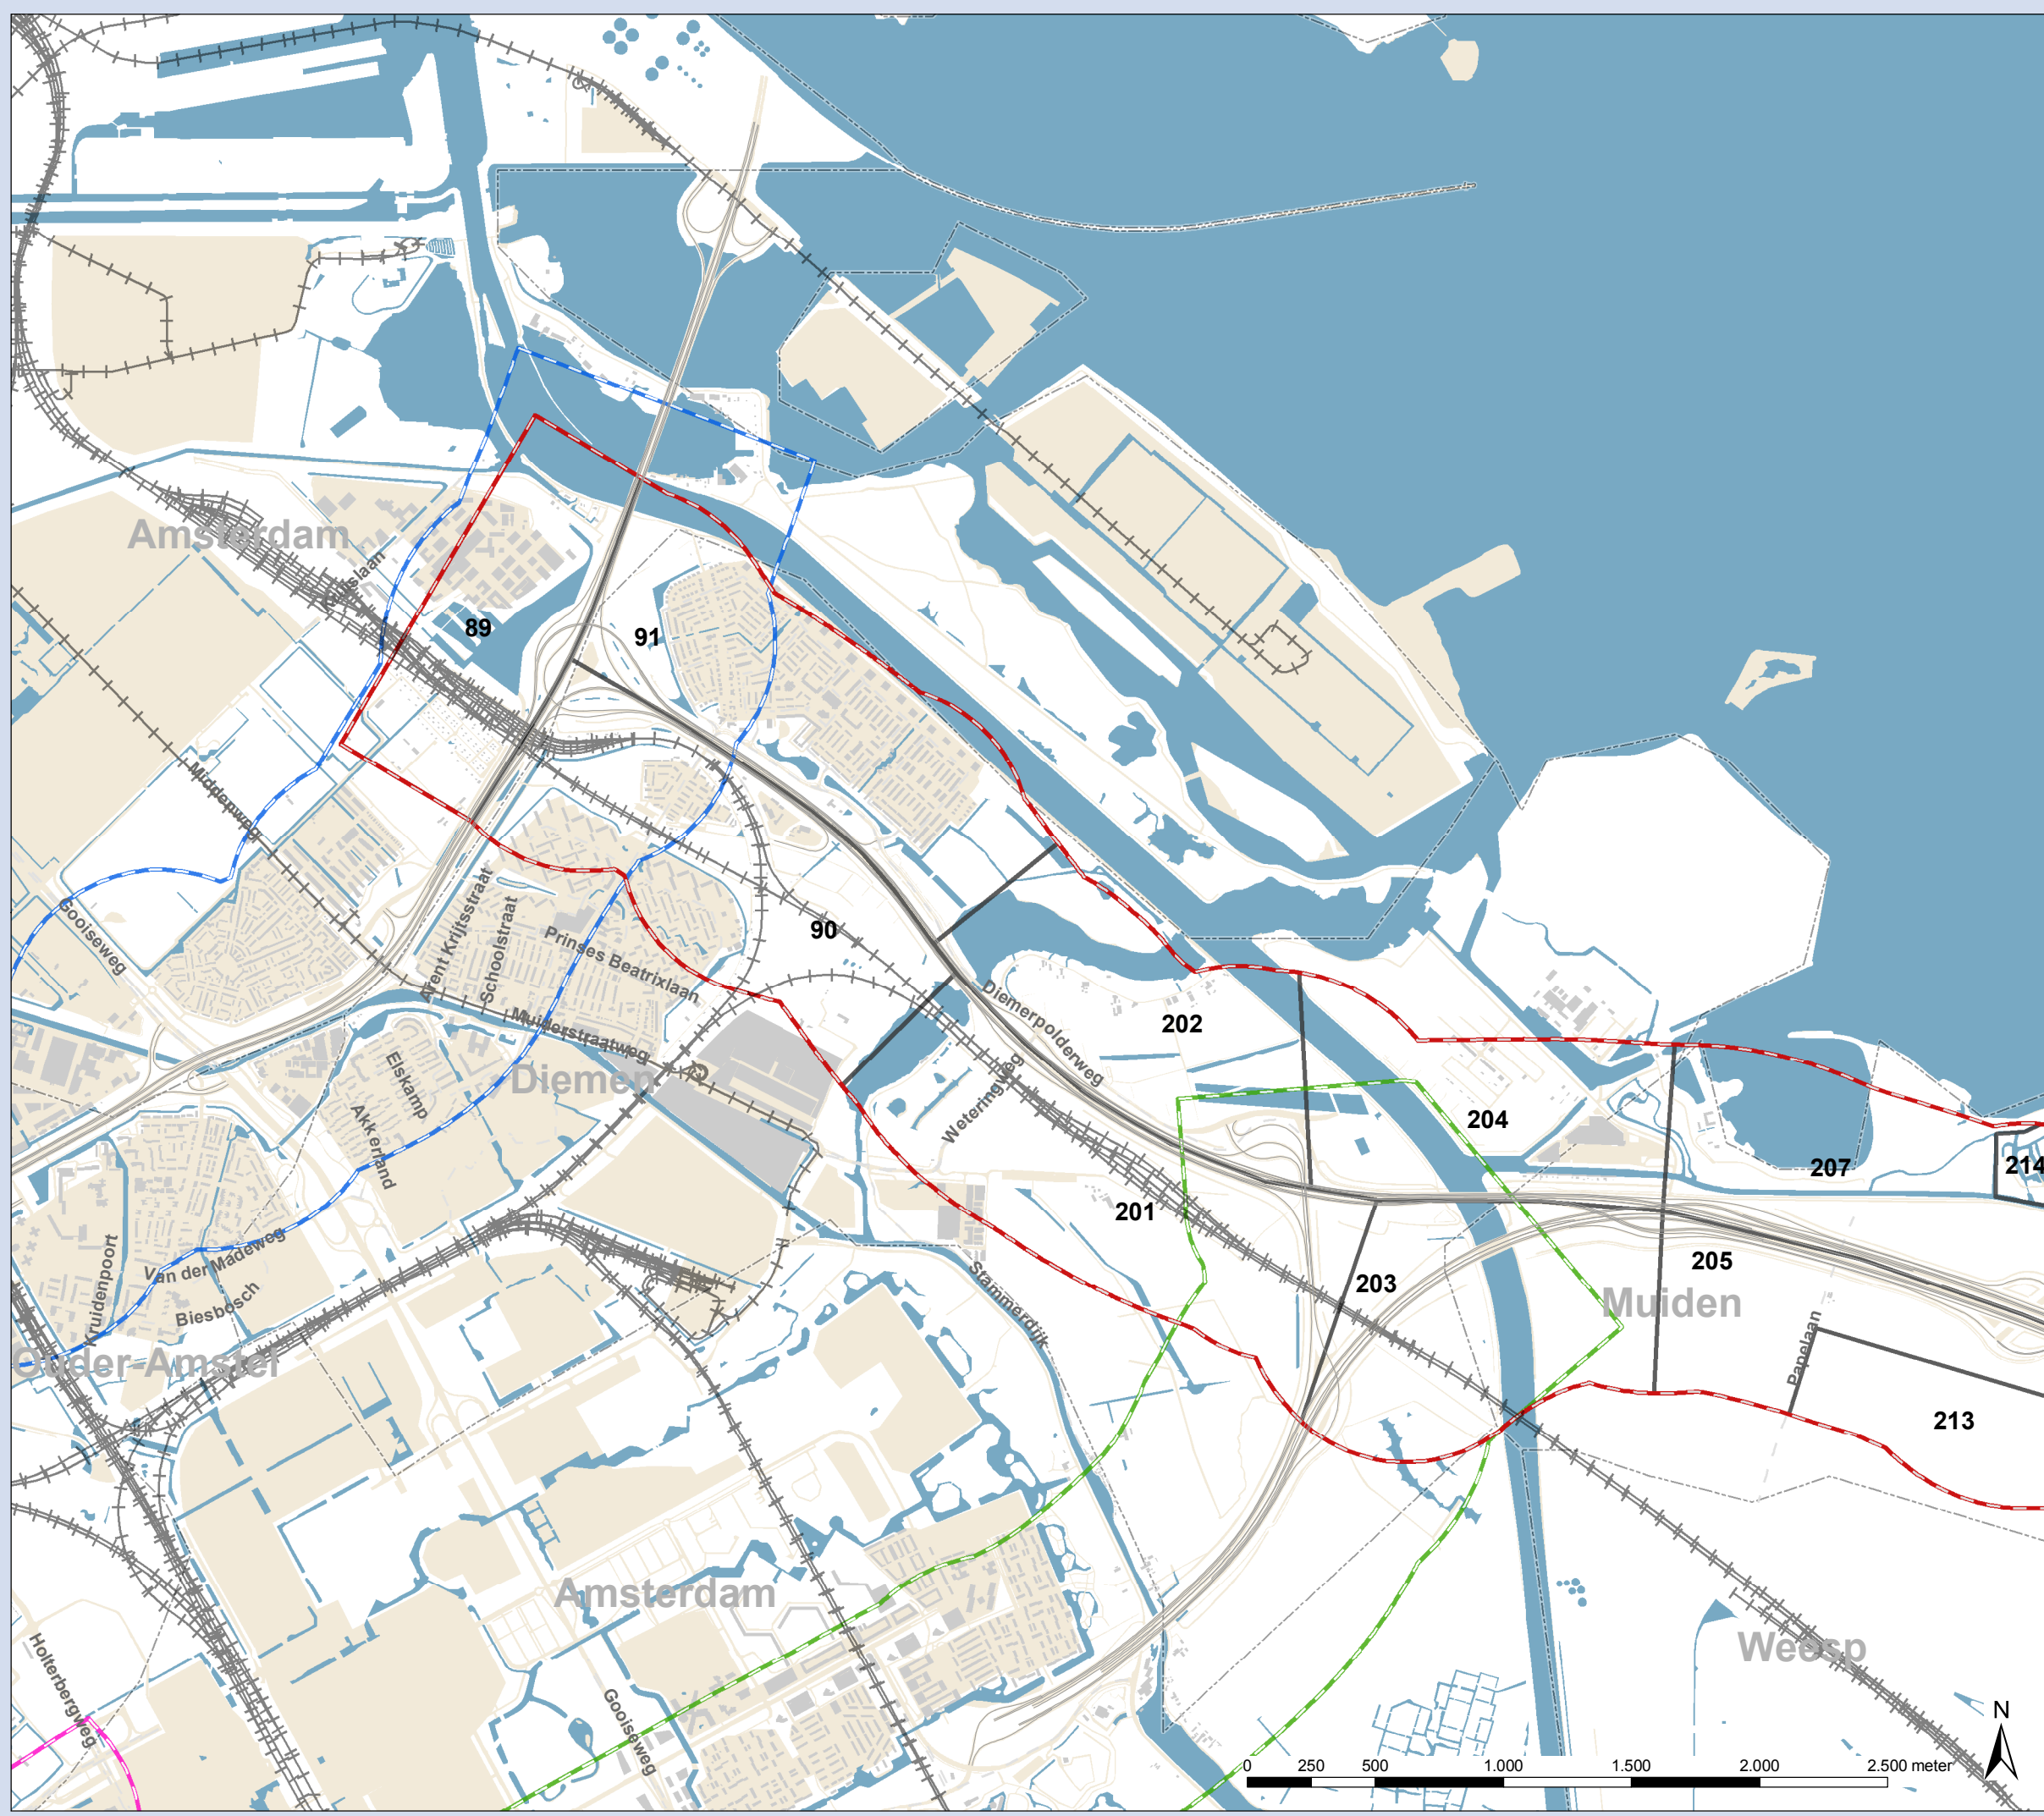 Amsterdam
89
91
Middenweg
Gooiseweg
Arent Krijtsstraat
Schoolstraat
Prinses Beatrixlaan
90
Diemerpolderweg
202
Muiderstraatweg
Diemen
Elskamp
Akkerland
Weteringweg
204
207
214
201
205
203
Muiden
Kruidenpoort
Van der Madeweg
Biesbosch
Stammerdijk
Ouder-Amstel
Papelaan
213
Amsterdam
Weesp
Holterbergweg
Gooiseweg
N
0 250 500 1.000 1.500 2.000 2.500 meter